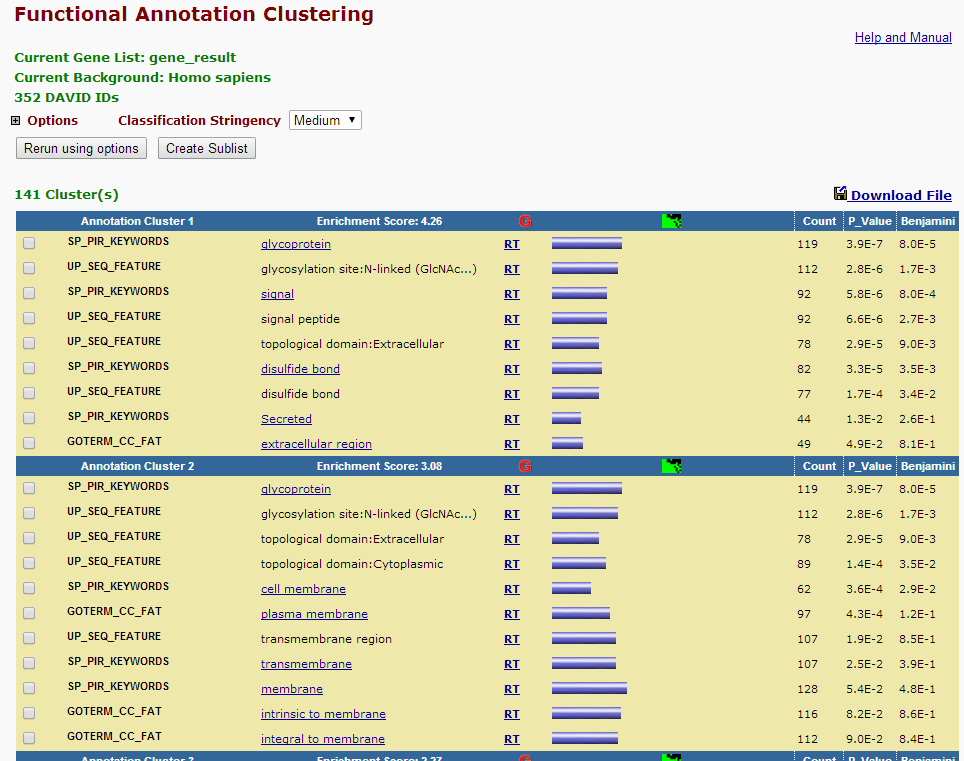 Functional Annotation Clustering
Help and Manual
Current Gene List: gene_result
Current Background: Homo sapiens
352 DAVID IDs
Options Classification Stringency Medium
Rerun using options Create Sublist
141 Cluster(s) Download File
Annotation Cluster 1 Enrichment Score: 4.26 G Count P_Value Benjamini
SP_PIR_KEYWORDS glycoprotein RT 119 3.9E-7 8.0E-5
UP_SEQ_FEATURE glycosylation site:N-linked (GlcNAc...) RT 112 2.8E-6 1.7E-3
SP_PIR_KEYWORDS signal RT 92 5.8E-6 8.0E-4
UP_SEQ_FEATURE signal peptide RT 92 6.6E-6 2.7E-3
UP_SEQ_FEATURE topological domain:Extracellular RT 78 2.9E-5 9.0E-3
SP_PIR_KEYWORDS disulfide bond RT 82 3.3E-5 3.5E-3
UP_SEQ_FEATURE disulfide bond RT 77 1.7E-4 3.4E-2
SP_PIR_KEYWORDS Secreted RT 44 1.3E-2 2.6E-1
GOTERM_CC_FAT extracellular region RT 49 4.9E-2 8.1E-1
Annotation Cluster 2 Enrichment Score: 3.08 G Count P_Value Benjamini
SP_PIR_KEYWORDS glycoprotein RT 119 3.9E-7 8.0E-5
UP_SEQ_FEATURE glycosylation site:N-linked (GlcNAc...) RT 112 2.8E-6 1.7E-3
UP_SEQ_FEATURE topological domain:Extracellular RT 78 2.9E-5 9.0E-3
UP_SEQ_FEATURE topological domain:Cytoplasmic RT 89 1.4E-4 3.5E-2
SP_PIR_KEYWORDS cell membrane RT 62 3.6E-4 2.9E-2
GOTERM_CC_FAT plasma membrane RT 97 4.3E-4 1.2E-1
UP_SEQ_FEATURE transmembrane region RT 107 1.9E-2 8.5E-1
SP_PIR_KEYWORDS transmembrane RT 107 2.5E-2 3.9E-1
SP_PIR_KEYWORDS membrane RT 128 5.4E-2 4.8E-1
GOTERM_CC_FAT intrinsic to membrane RT 116 8.2E-2 8.6E-1
GOTERM_CC_FAT integral to membrane RT 112 9.0E-2 8.4E-1
Annotation Cluster 3 Enrichment Score: 2.27 G Count P_Value Benjamini